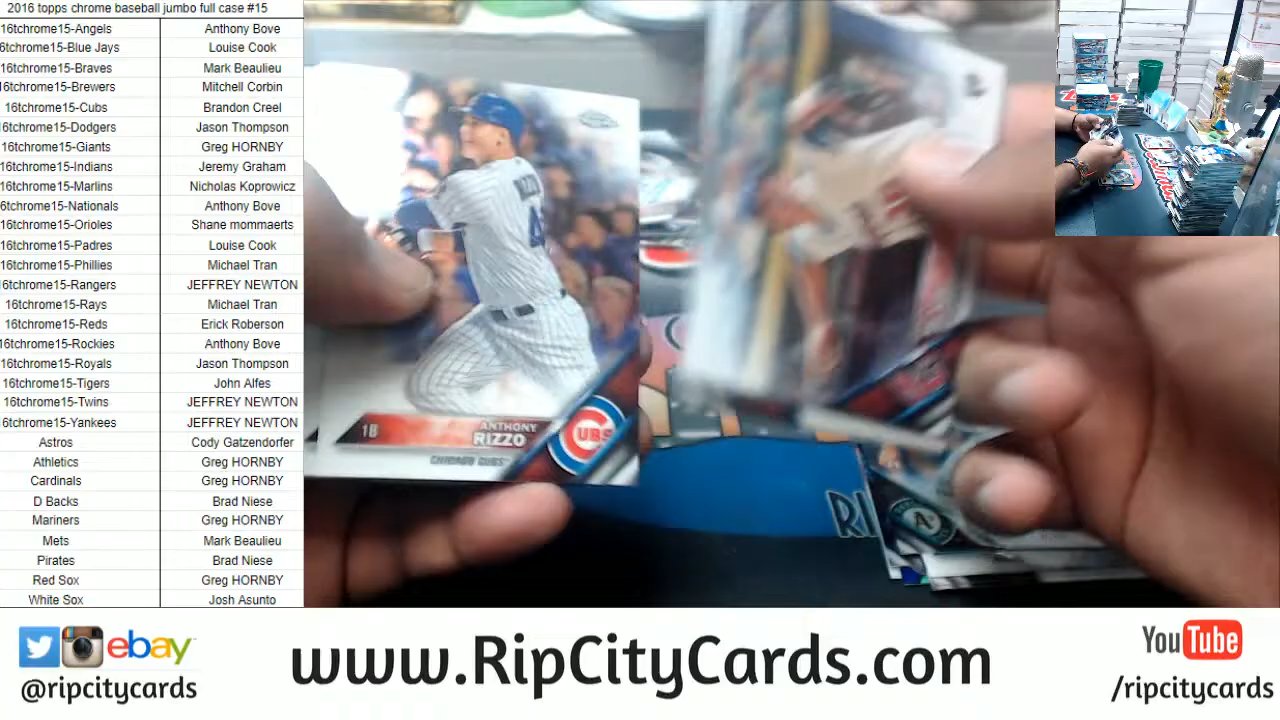 2016 topps chrome baseball jumbo full case #15
16tchrome15-Angels Anthony Bove
6tchrome15-Blue Jays Louise Cook
16tchrome15-Braves Mark Beaulieu
16tchrome15-Brewers Mitchell Corbin
16tchrome15-Cubs Brandon Creel
16tchrome15-Dodgers Jason Thompson
16tchrome15-Giants Greg HORNBY
16tchrome15-Indians Jeremy Graham
16tchrome15-Marlins Nicholas Koprowicz
6tchrome15-Nationals Anthony Bove
16tchrome15-Orioles Shane mommaerts
16tchrome15-Padres Louise Cook
16tchrome15-Phillies Michael Tran
16tchrome15-Rangers JEFFREY NEWTON
16tchrome15-Rays Michael Tran
16tchrome15-Reds Erick Roberson
16tchrome15-Rockies Anthony Bove
16tchrome15-Royals Jason Thompson
16tchrome15-Tigers John Alfes
16tchrome15-Twins JEFFREY NEWTON
6tchrome15-Yankees JEFFREY NEWTON
Astros Cody Gatzendorfer
Athletics Greg HORNBY
Cardinals Greg HORNBY
D Backs Brad Niese
Mariners Greg HORNBY
Mets Mark Beaulieu
Pirates Brad Niese
Red Sox Greg HORNBY
White Sox Josh Asunto
1B
ANTHONY
RIZZO
CHICAGO CUBS
CUBS
RI
A's
ebay
@ripcitycards
www.RipCityCards.com
YouTube
/ripcitycards